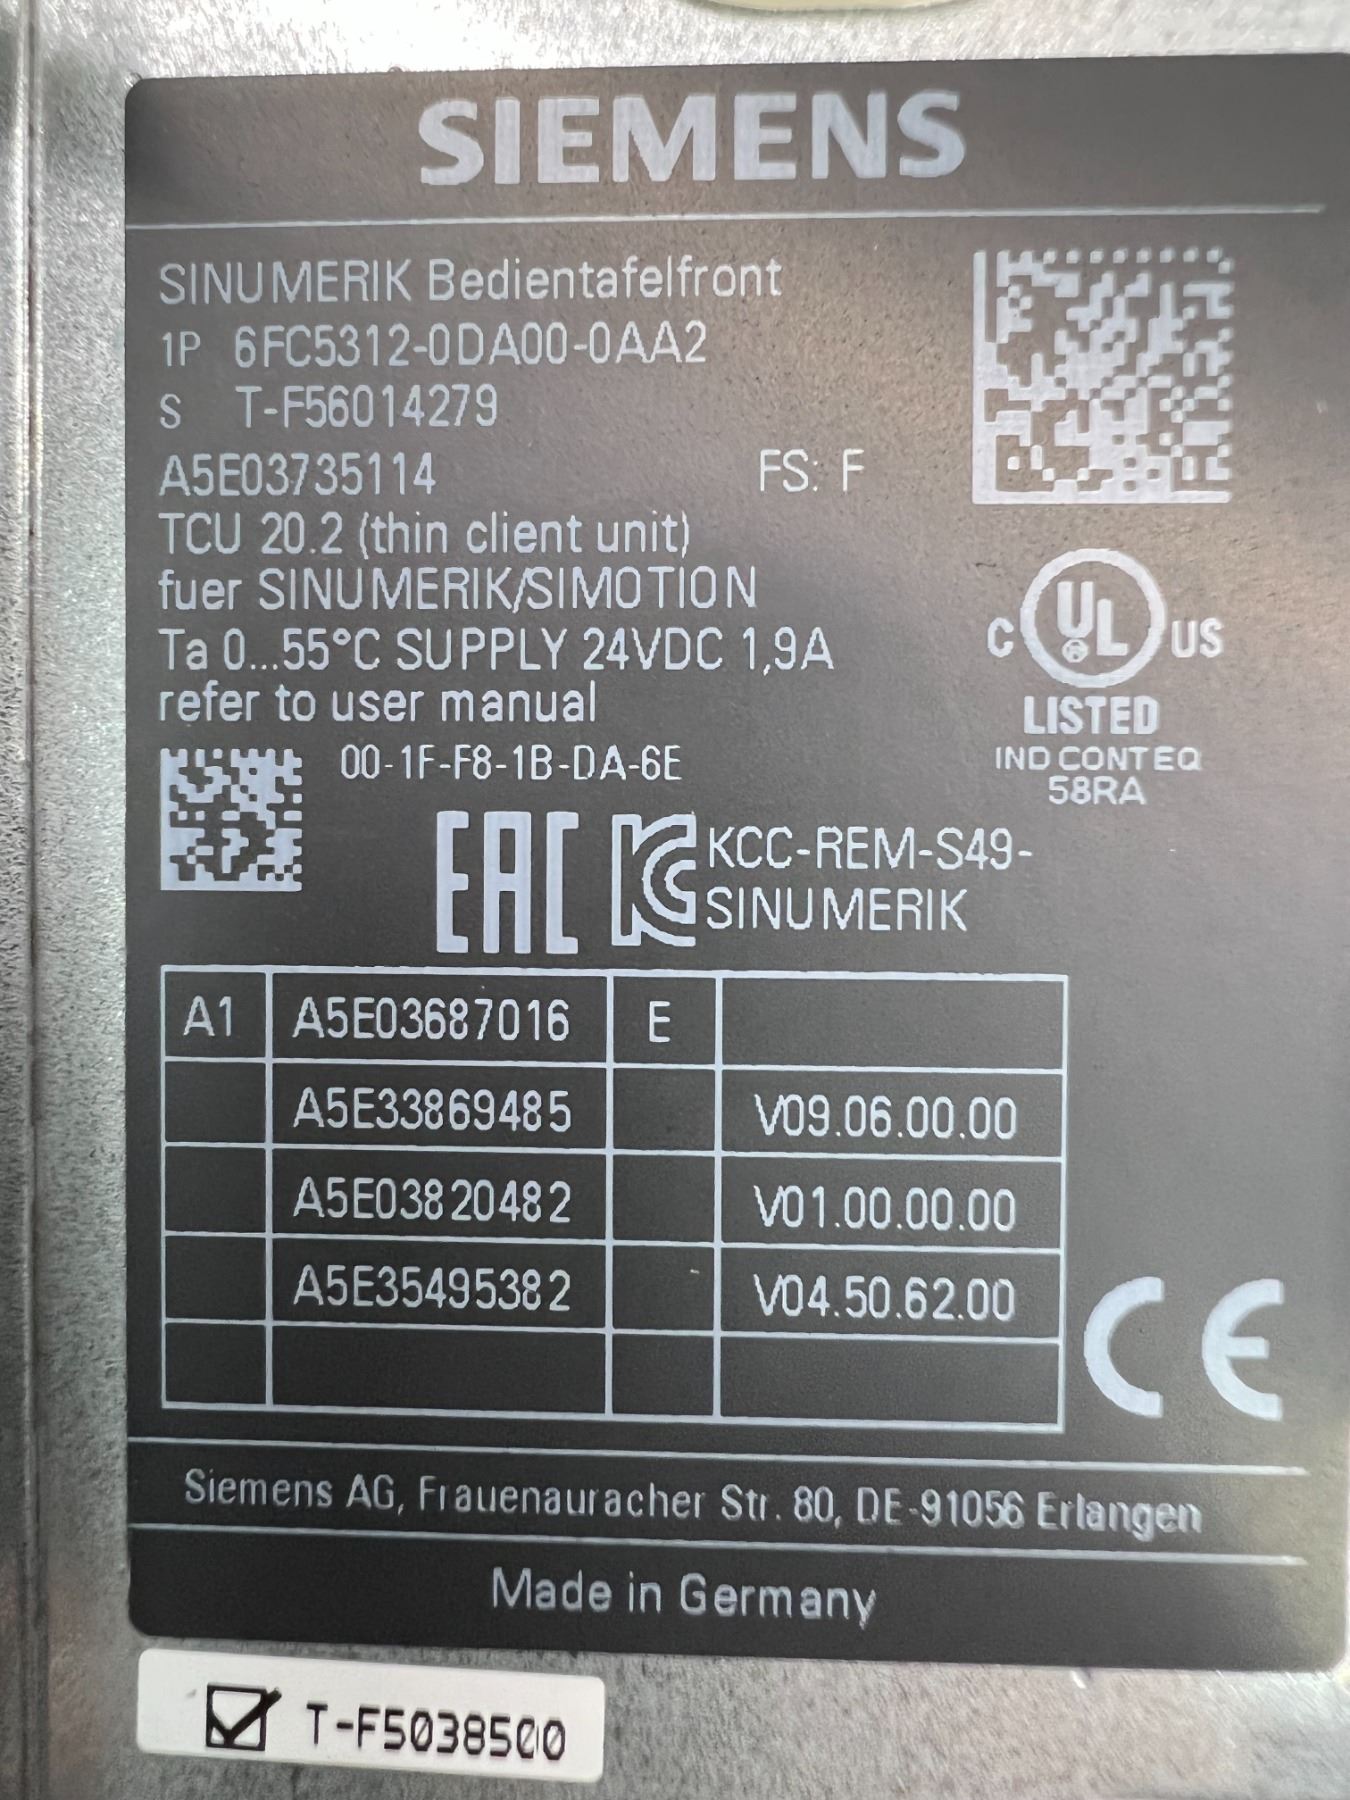 SIEMENS
SINUMERIK Bedientafelfront
1P 6FC5312-0DA00-0AA2
S T-F56014279
A5E03735114 FS: F
TCU 20.2 (thin client unit)
fuer SINUMERIK/SIMOTION
Ta 0...55°C SUPPLY 24VDC 1,9A
refer to user manual
C UL ® US
LISTED
IND CONT EQ
58RA
00-1F-F8-1B-DA-6E
EAC KC KCC-REM-S49-
SINUMERIK
A1 A5E03687016 E
A5E33869485 V09.06.00.00
A5E03820482 V01.00.00.00
A5E35495382 V04.50.62.00
CE
Siemens AG, Frauenauracher Str. 80, DE-91056 Erlangen
Made in Germany
T-F5038500